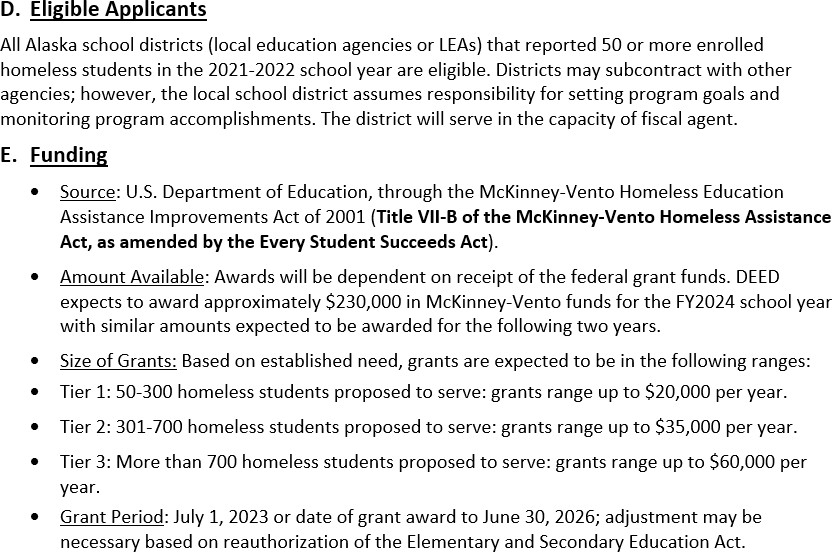 D. Eligible Applicants
All Alaska school districts (local education agencies or LEAs) that reported 50 or more enrolled
homeless students in the 2021-2022 school year are eligible. Districts may subcontract with other
agencies; however, the local school district assumes responsibility for setting program goals and
monitoring program accomplishments. The district will serve in the capacity of fiscal agent.
E. Funding
• Source: U.S. Department of Education, through the McKinney-Vento Homeless Education
Assistance Improvements Act of 2001 (Title VII-B of the McKinney-Vento Homeless Assistance
Act, as amended by the Every Student Succeeds Act).
• Amount Available: Awards will be dependent on receipt of the federal grant funds. DEED
expects to award approximately $230,000 in McKinney-Vento funds for the FY2024 school year
with similar amounts expected to be awarded for the following two years.
• Size of Grants: Based on established need, grants are expected to be in the following ranges:
• Tier 1: 50-300 homeless students proposed to serve: grants range up to $20,000 per year.
• Tier 2: 301-700 homeless students proposed to serve: grants range up to $35,000 per year.
• Tier 3: More than 700 homeless students proposed to serve: grants range up to $60,000 per
year.
• Grant Period: July 1, 2023 or date of grant award to June 30, 2026; adjustment may be
necessary based on reauthorization of the Elementary and Secondary Education Act.